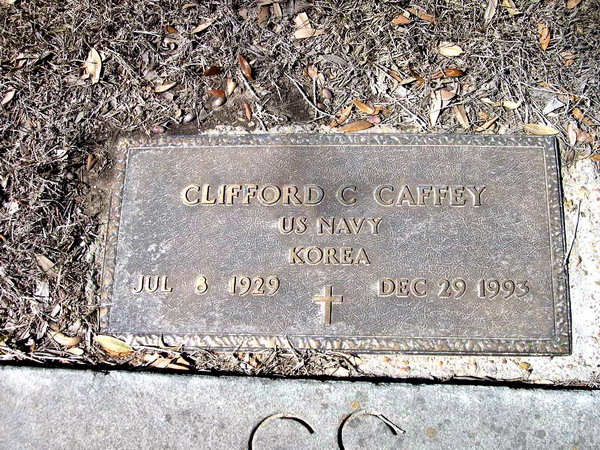 CLIFFORD C CAFFEY
US NAVY
KOREA
JUL 8 1929 DEC 29 1993